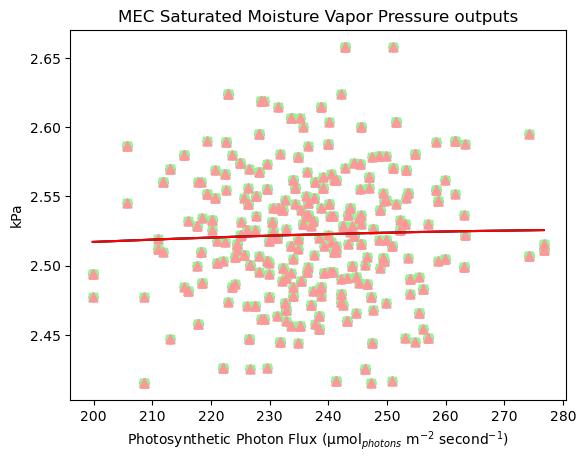 MEC Saturated Moisture Vapor Pressure outputs
2.65
2.60
2.55
2.50
2.45
kPa
200 210 220 230 240 250 260 270 280
Photosynthetic Photon Flux (μmol$_{photons}$ m$^{-2}$ second$^{-1}$)